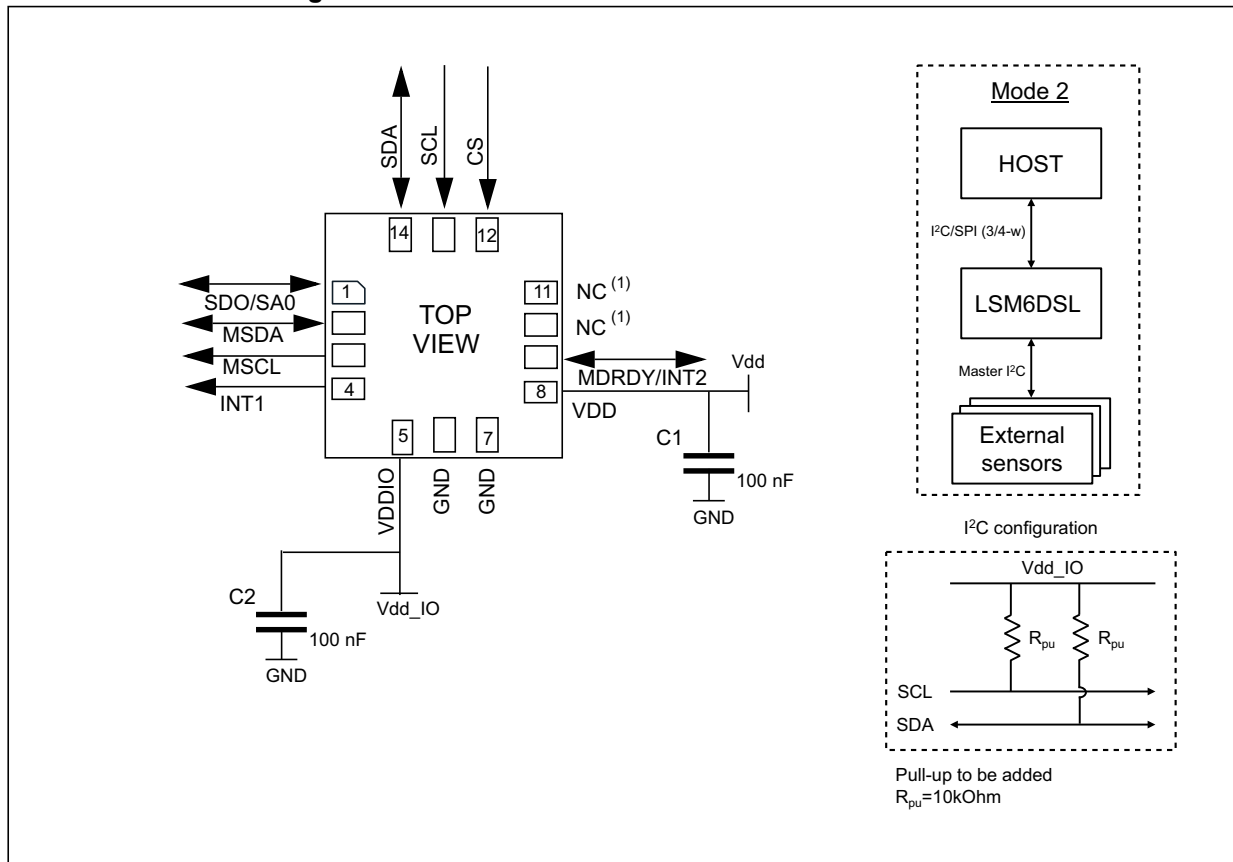 g
SDA
SCL
CS
14
12
1
11
NC (1)
SDO/SA0
TOP
VIEW
NC (1)
MSDA
MSCL
MDRDY/INT2
Vdd
4
8
INT1
VDD
5
7
C1
100 nF
GND
VDDIO
GND
GND
C2
100 nF
GND
Vdd_IO
Mode 2
HOST
I²C/SPI (3/4-w)
LSM6DSL
Master I²C
External
sensors
I²C configuration
Vdd_IO
Rpu
Rpu
SCL
SDA
Pull-up to be added
Rpu=10kOhm